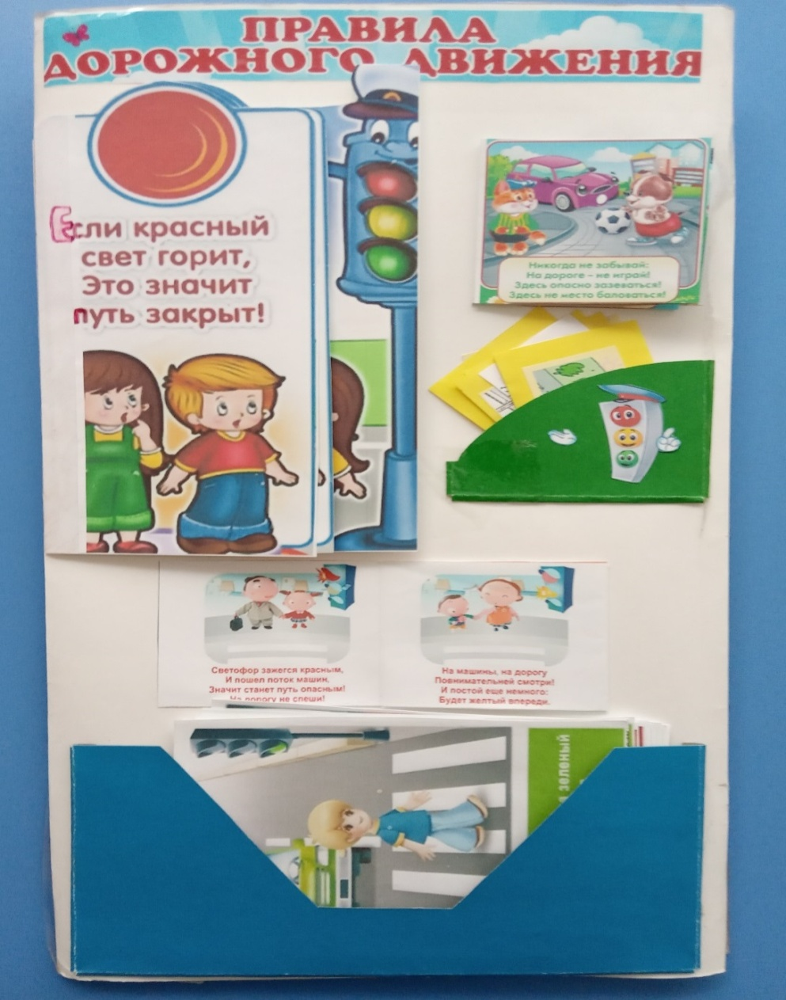 ПРАВИЛА
ДОРОЖНОГО ДВИЖЕНИЯ
Если красный
свет горит,
Это значит
путь закрыт!
Никогда не забывай:
На дороге – не играй!
Здесь опасно зазеваться!
Здесь не место баловаться!
Светофор зажегся красным,
И пошел поток машин,
Значит станет путь опасным!
На дорогу не спеши!
На машины, на дорогу
Повнимательней смотри!
И постой еще немного:
Будет желтый впереди.
зеленый